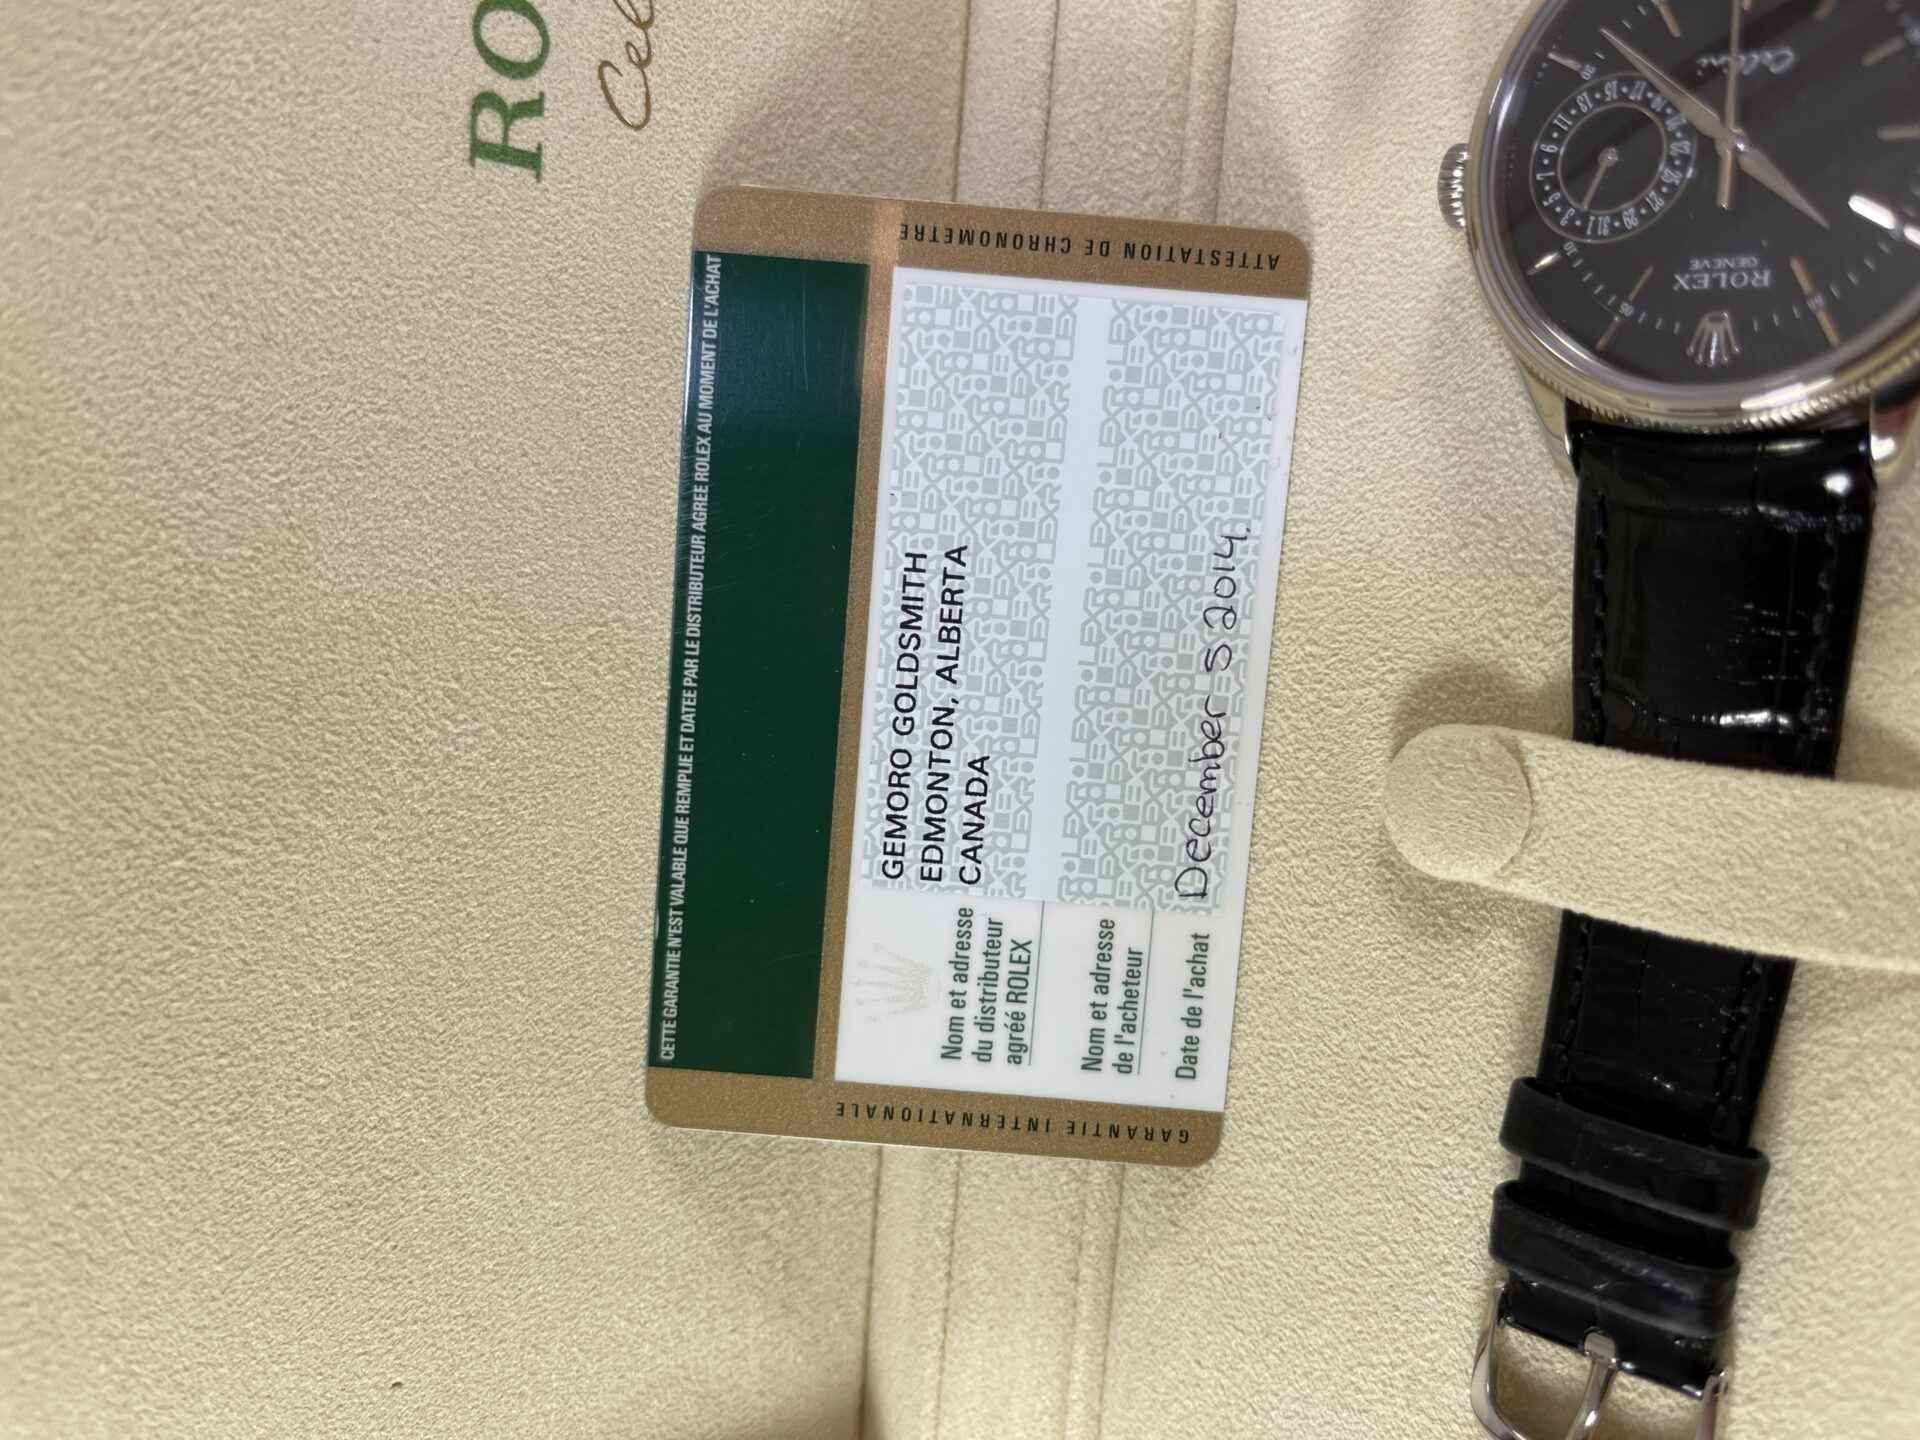 CETTE GARANTIE N'EST VALABLE QUE REMPLIE ET DATEE PAR LE DISTRIBUTEUR AGREE ROLEX AU MOMENT DE L'ACHAT
GARANTIE INTERNATIONALE
ATTESTATION DE CHRONOMETRE
Nom et adresse
du distributeur
agréé ROLEX
GEMORO GOLDSMITH
EDMONTON, ALBERTA
CANADA
Nom et adresse
de l'acheteur
Date de l'achat
December 5 2014.
ROLEX
GENEVE
Cellini